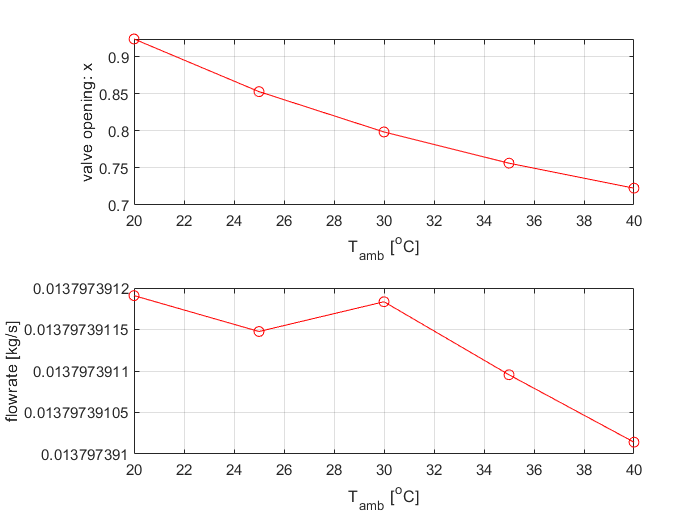 valve opening: x
0.9
0.85
0.8
0.75
0.7
20 22 24 26 28 30 32 34 36 38 40
T_amb [°C]
flowrate [kg/s]
0.0137973912
0.01379739115
0.0137973911
0.01379739105
0.013797391
20 22 24 26 28 30 32 34 36 38 40
T_amb [°C]